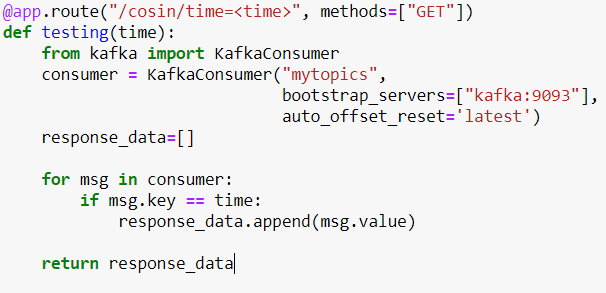 @app.route("/cosin/time=<time>", methods=["GET"])
def testing(time):
    from kafka import KafkaConsumer
    consumer = KafkaConsumer("mytopics",
                             bootstrap_servers=["kafka:9093"],
                             auto_offset_reset='latest')
    response_data=[]

    for msg in consumer:
        if msg.key == time:
            response_data.append(msg.value)

    return response_data